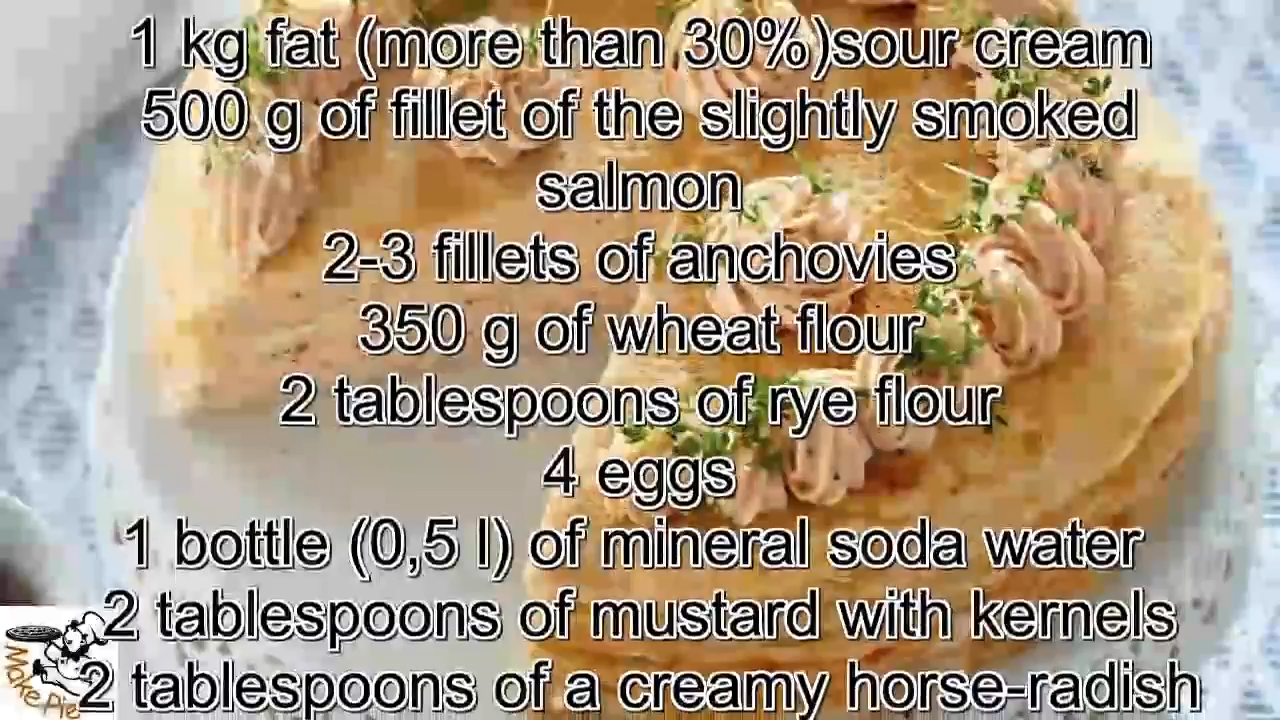 1 kg fat (more than 30%)sour cream
500 g of fillet of the slightly smoked
salmon
2-3 fillets of anchovies
350 g of wheat flour
2 tablespoons of rye flour
4 eggs
1 bottle (0,5 l) of mineral soda water
2 tablespoons of mustard with kernels
2 tablespoons of a creamy horse-radish
Make Pie